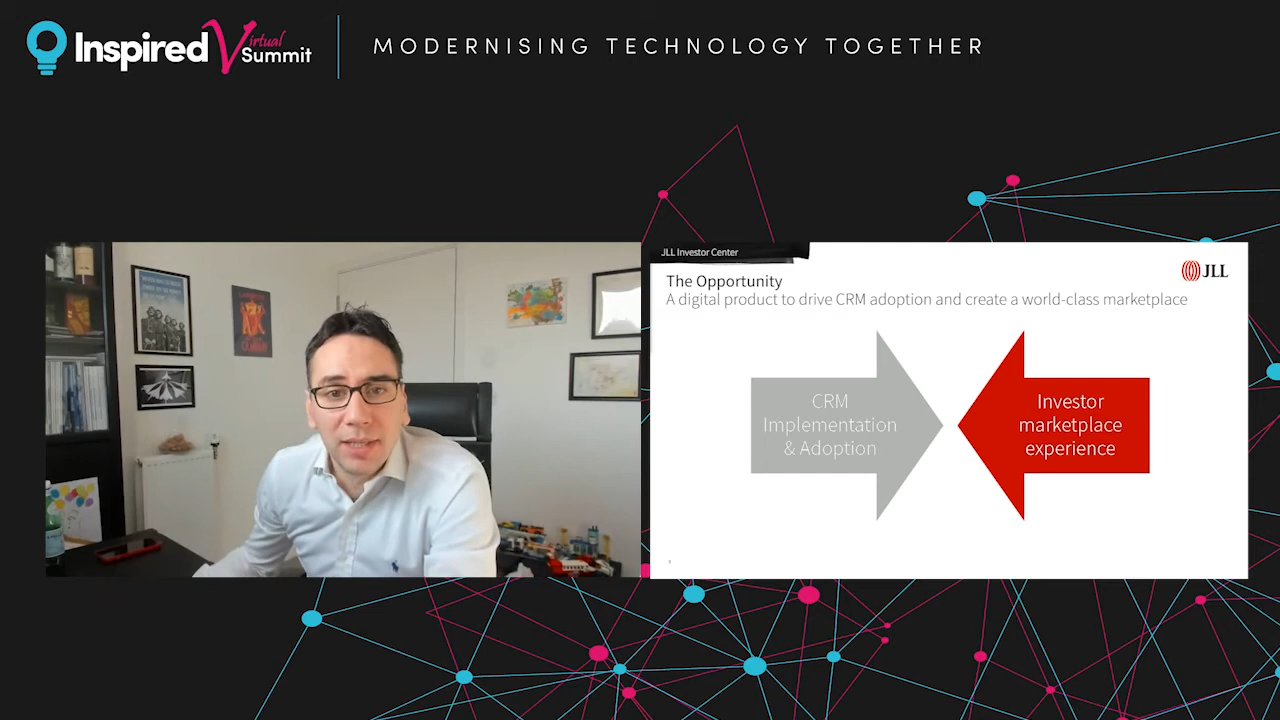 Inspired Virtual Summit
MODERNISING TECHNOLOGY TOGETHER
JLL Investor Center
JLL
The Opportunity
A digital product to drive CRM adoption and create a world-class marketplace
CRM
Implementation
& Adoption
Investor
marketplace
experience